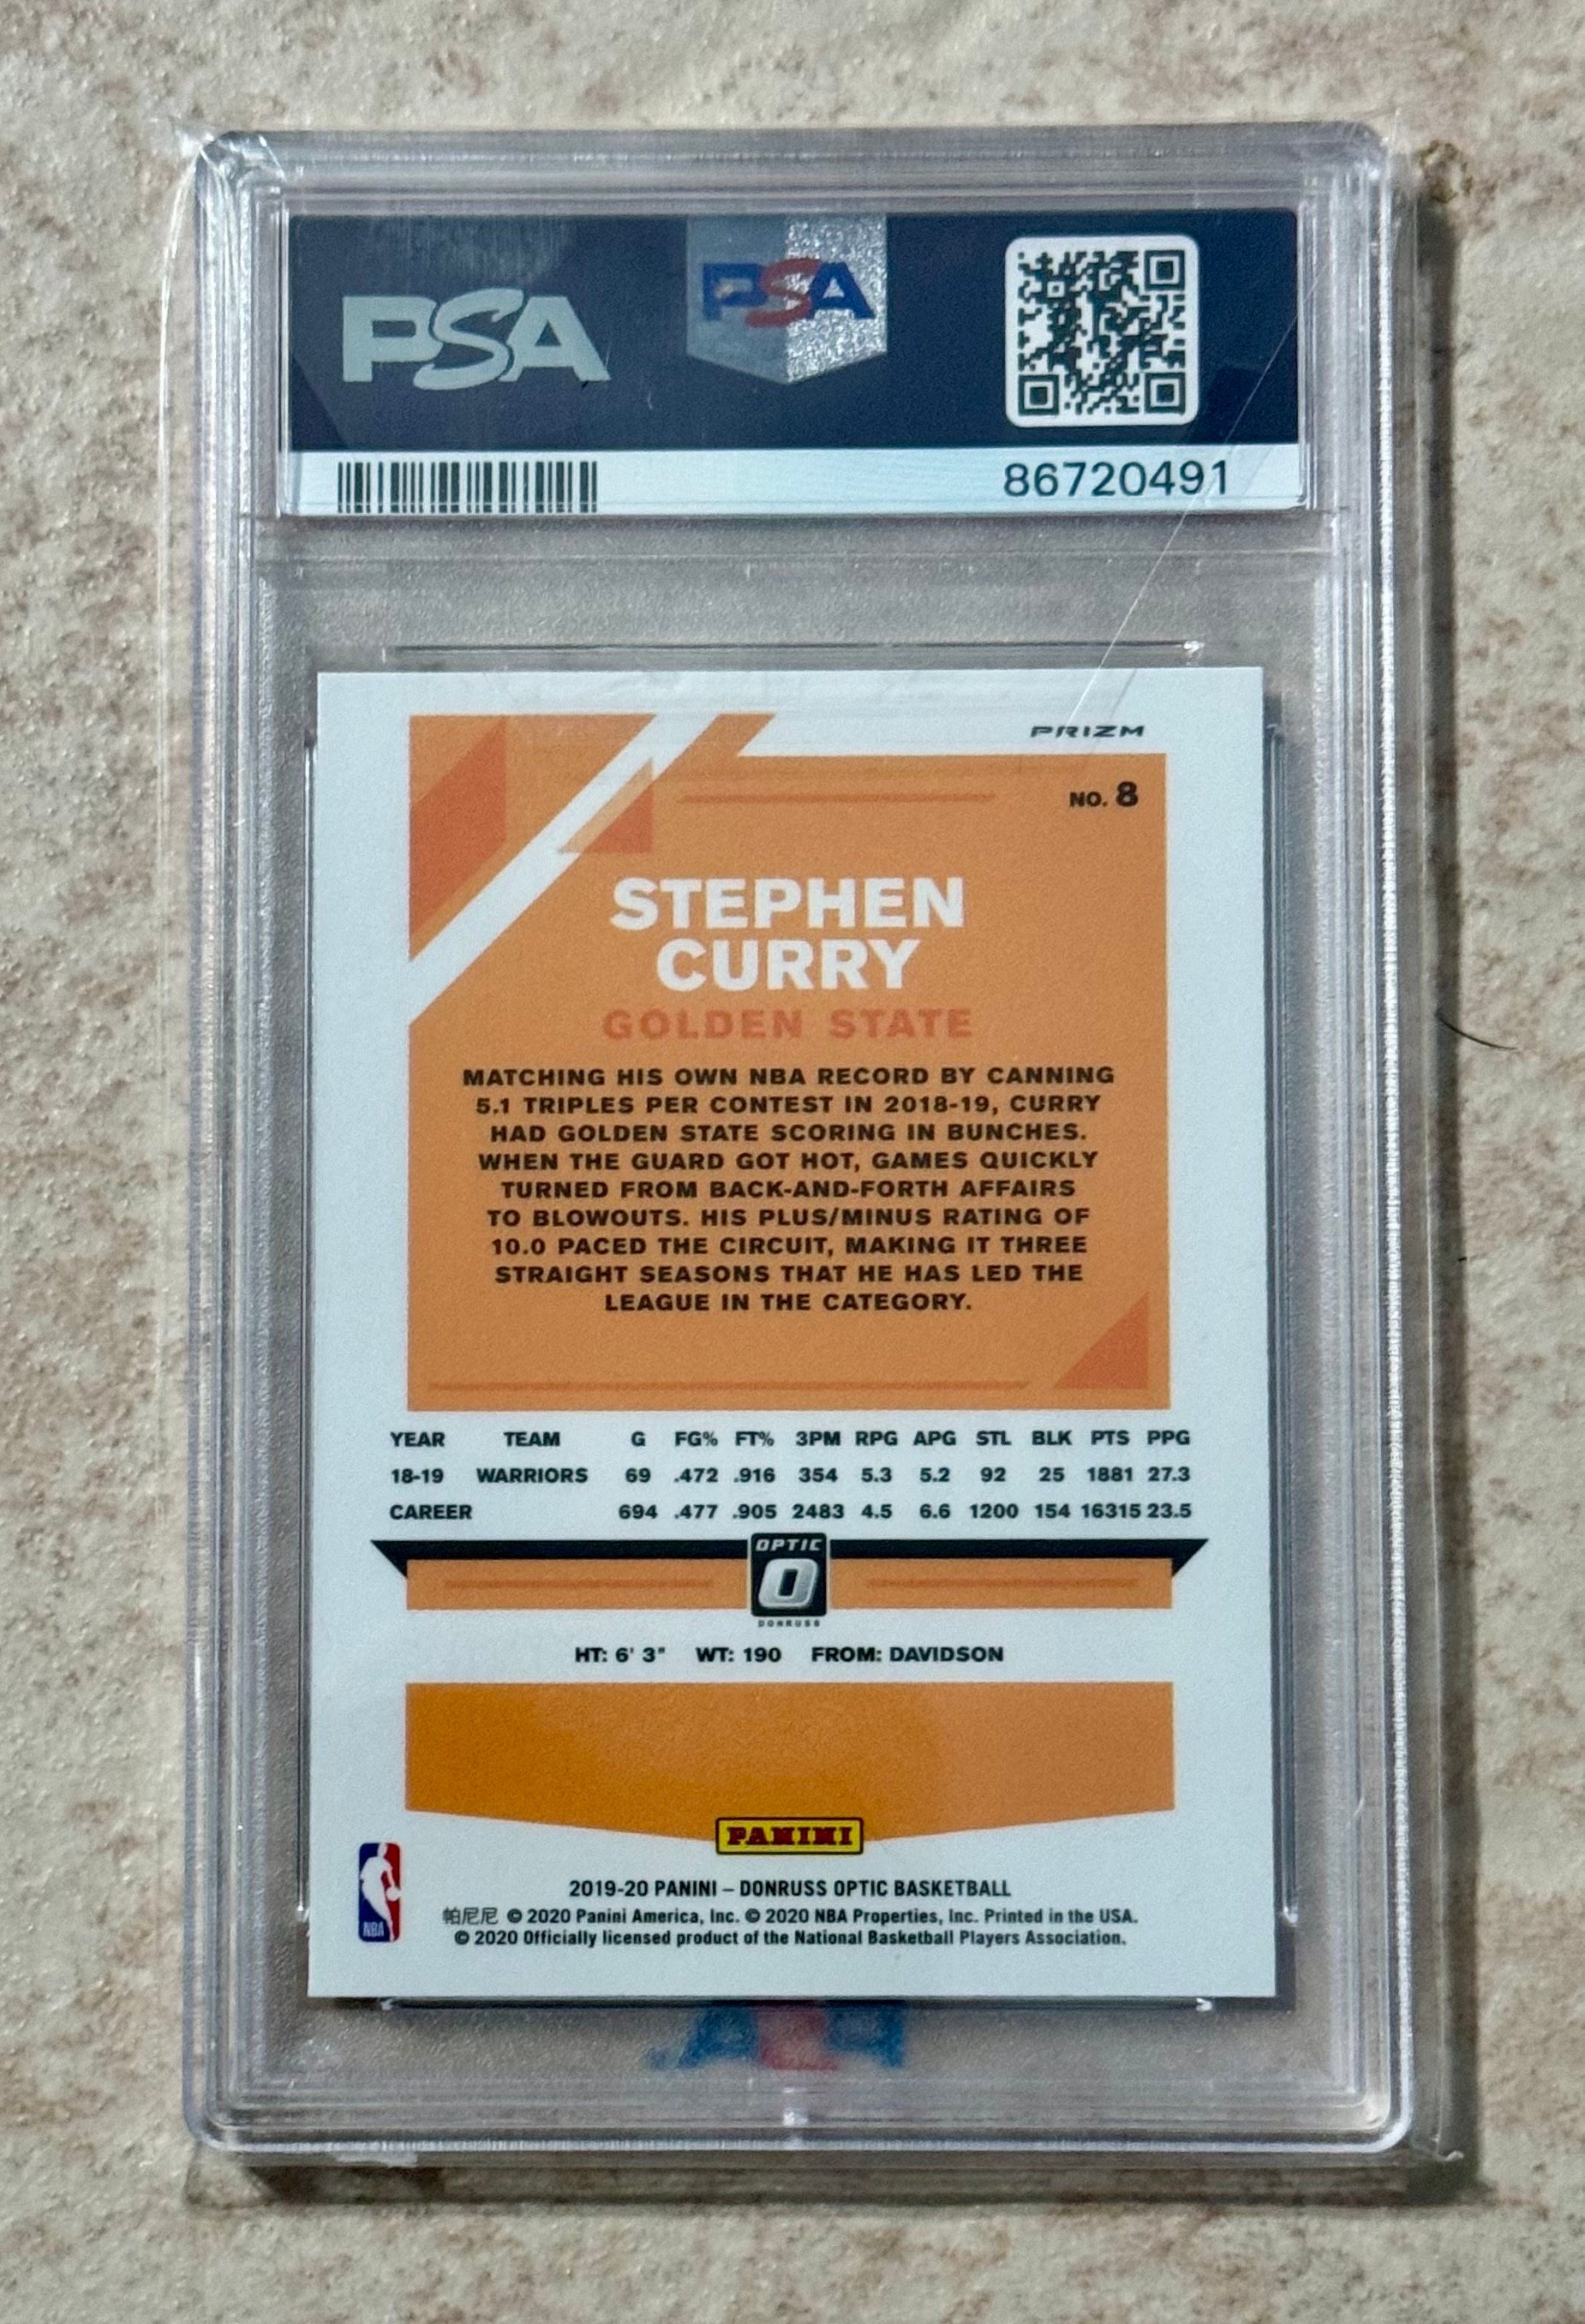 PSA
PSA
86720491
PRIZM
NO. 8
STEPHEN
CURRY
GOLDEN STATE
MATCHING HIS OWN NBA RECORD BY CANNING
5.1 TRIPLES PER CONTEST IN 2018-19, CURRY
HAD GOLDEN STATE SCORING IN BUNCHES.
WHEN THE GUARD GOT HOT, GAMES QUICKLY
TURNED FROM BACK-AND-FORTH AFFAIRS
TO BLOWOUTS. HIS PLUS/MINUS RATING OF
10.0 PACED THE CIRCUIT, MAKING IT THREE
STRAIGHT SEASONS THAT HE HAS LED THE
LEAGUE IN THE CATEGORY.
YEAR TEAM G FG% FT% 3PM RPG APG STL BLK PTS PPG
18-19 WARRIORS 69 .472 .916 354 5.3 5.2 92 25 1881 27.3
CAREER 694 .477 .905 2483 4.5 6.6 1200 154 16315 23.5
OPTIC
O
DONRUSS
HT: 6' 3" WT: 190 FROM: DAVIDSON
PANINI
NBA
2019-20 PANINI – DONRUSS OPTIC BASKETBALL
帕尼尼 © 2020 Panini America, Inc. © 2020 NBA Properties, Inc. Printed in the USA.
© 2020 Officially licensed product of the National Basketball Players Association.
PSA